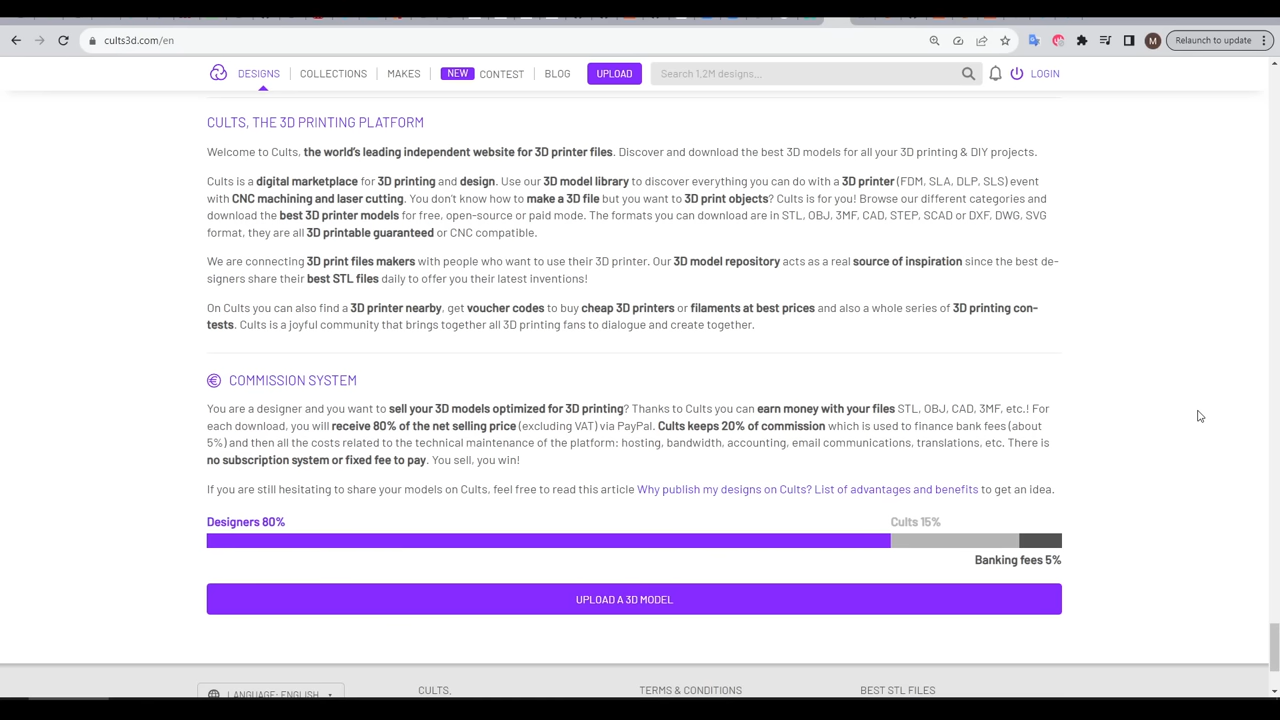 cults3d.com/en
M
Relaunch to update
DESIGNS
COLLECTIONS
MAKES
NEW
CONTEST
BLOG
UPLOAD
Search 1,2M designs...
LOGIN
CULTS, THE 3D PRINTING PLATFORM
Welcome to Cults, the world's leading independent website for 3D printer files. Discover and download the best 3D models for all your 3D printing & DIY projects.
Cults is a digital marketplace for 3D printing and design. Use our 3D model library to discover everything you can do with a 3D printer (FDM, SLA, DLP, SLS) event
with CNC machining and laser cutting. You don't know how to make a 3D file but you want to 3D print objects? Cults is for you! Browse our different categories and
download the best 3D printer models for free, open-source or paid mode. The formats you can download are in STL, OBJ, 3MF, CAD, STEP, SCAD or DXF, DWG, SVG
format, they are all 3D printable guaranteed or CNC compatible.
We are connecting 3D print files makers with people who want to use their 3D printer. Our 3D model repository acts as a real source of inspiration since the best de-
signers share their best STL files daily to offer you their latest inventions!
On Cults you can also find a 3D printer nearby, get voucher codes to buy cheap 3D printers or filaments at best prices and also a whole series of 3D printing con-
tests. Cults is a joyful community that brings together all 3D printing fans to dialogue and create together.
COMMISSION SYSTEM
You are a designer and you want to sell your 3D models optimized for 3D printing? Thanks to Cults you can earn money with your files STL, OBJ, CAD, 3MF, etc.! For
each download, you will receive 80% of the net selling price (excluding VAT) via PayPal. Cults keeps 20% of commission which is used to finance bank fees (about
5%) and then all the costs related to the technical maintenance of the platform: hosting, bandwidth, accounting, email communications, translations, etc. There is
no subscription system or fixed fee to pay. You sell, you win!
If you are still hesitating to share your models on Cults, feel free to read this article Why publish my designs on Cults? List of advantages and benefits to get an idea.
Designers 80%
Cults 15%
Banking fees 5%
UPLOAD A 3D MODEL
LANGUAGE: ENGLISH
CULTS.
TERMS & CONDITIONS
BEST STL FILES